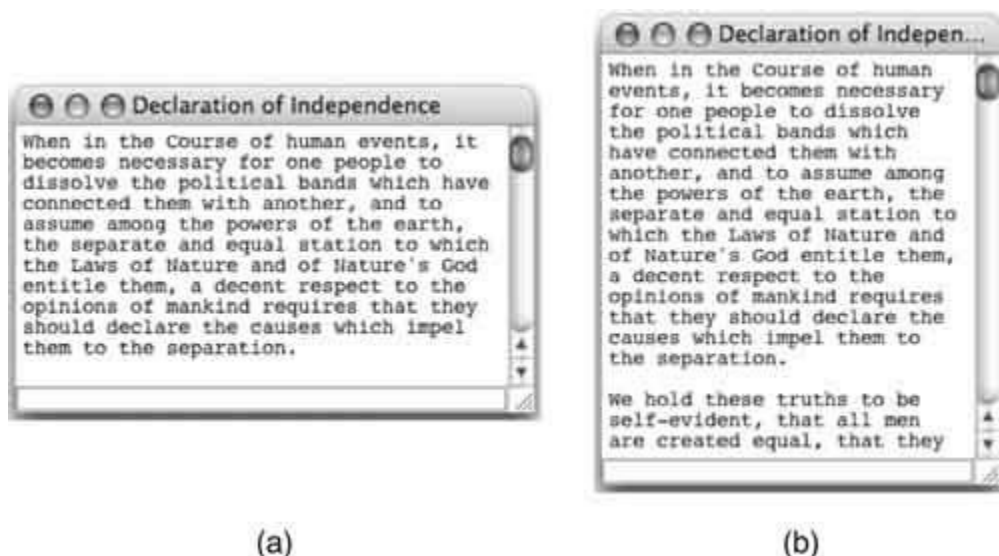 Declaration of Independence
When in the Course of human events, it
becomes necessary for one people to
dissolve the political bands which have
connected them with another, and to
assume among the powers of the earth,
the separate and equal station to which
the Laws of Nature and of Nature's God
entitle them, a decent respect to the
opinions of mankind requires that they
should declare the causes which impel
them to the separation.
(a)
Declaration of Indepen...
When in the Course of human
events, it becomes necessary
for one people to dissolve
the political bands which
have connected them with
another, and to assume among
the powers of the earth, the
separate and equal station to
which the Laws of Nature and
of Nature's God entitle them,
a decent respect to the
opinions of mankind requires
that they should declare the
causes which impel them to
the separation.
We hold these truths to be
self-evident, that all men
are created equal, that they
(b)